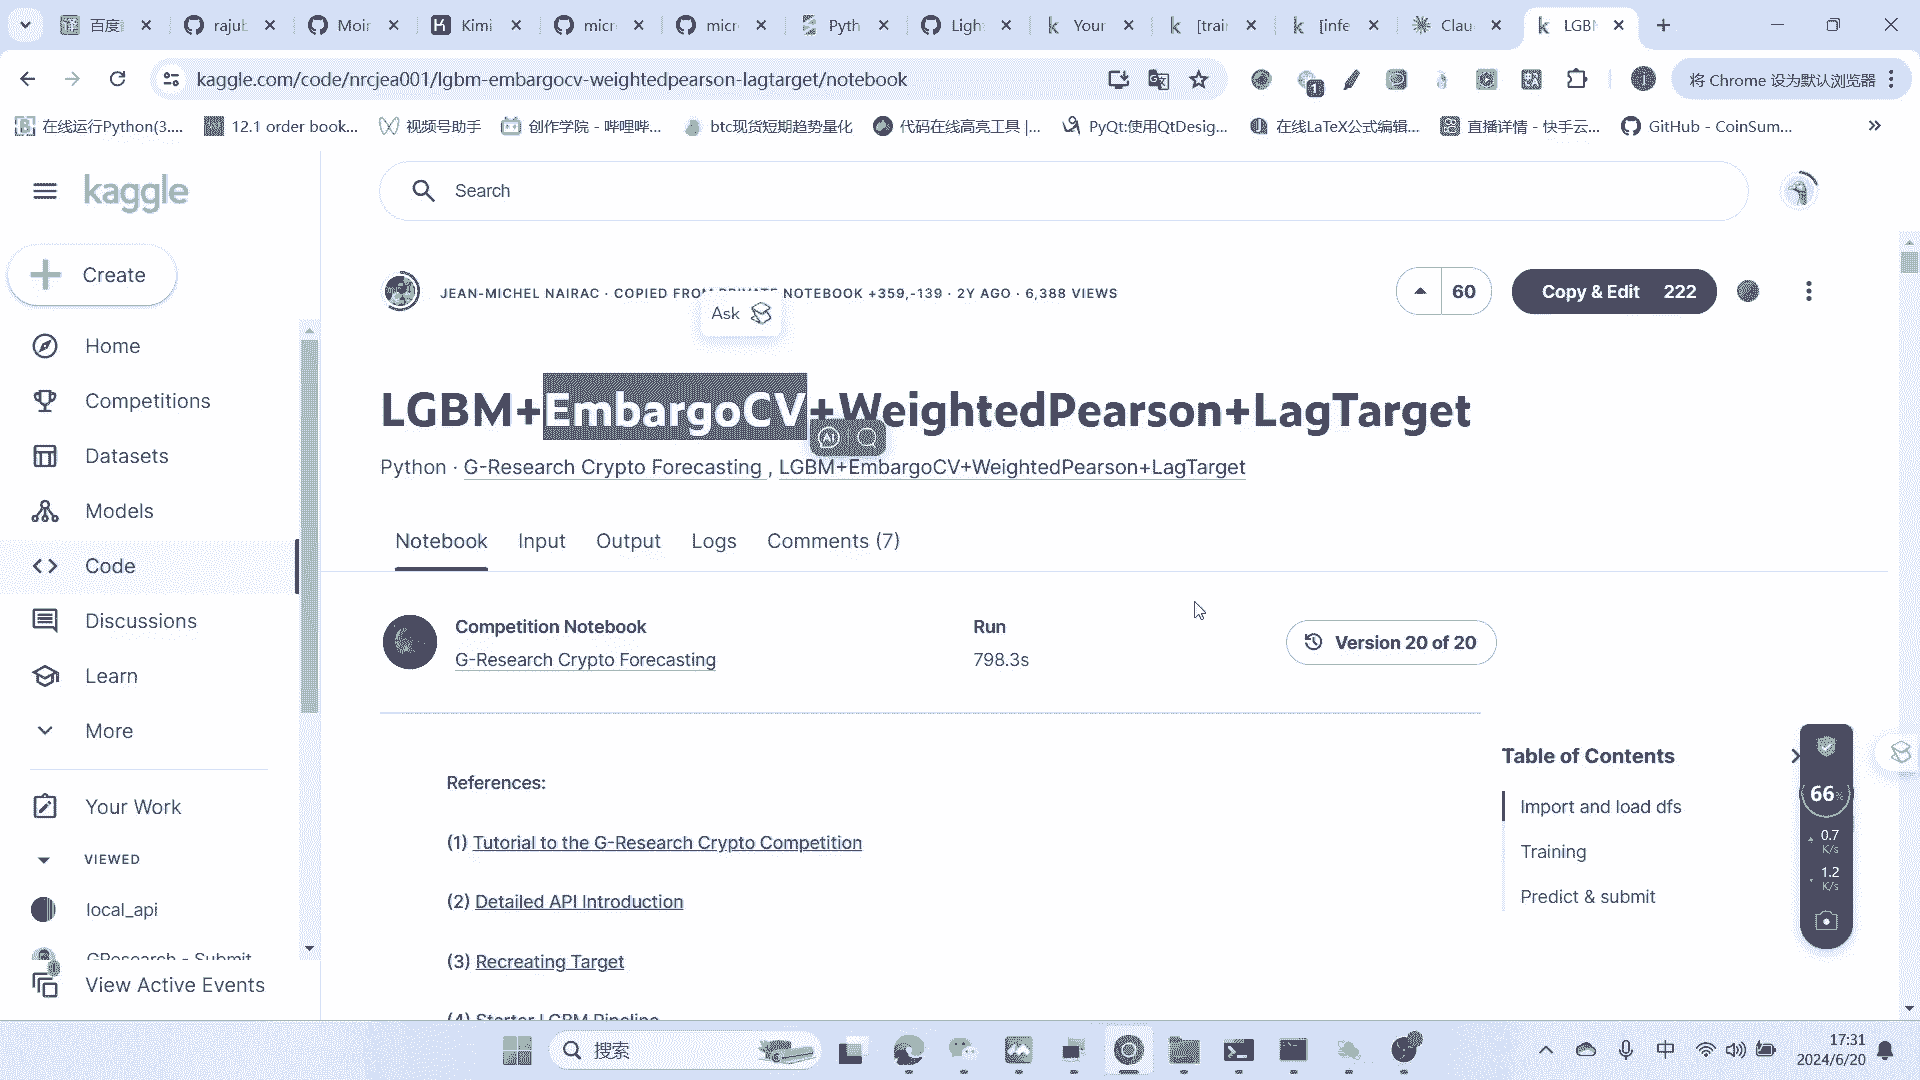 百度 rajub Moir Kimi micr micr Pyth Ligh Your [trai [infe Clau LGBM
kaggle.com/code/nrcjea001/lgbm-embargocv-weightedpearson-lagtarget/notebook
1
将 Chrome 设为默认浏览器
在线运行Python(3.... 12.1 order book... 视频号助手 创作学院 - 哔哩哔... btc现货短期趋势量化 代码在线高亮工具 |... PyQt:使用QtDesig... 在线LaTeX公式编辑... 直播详情 - 快手云... GitHub - CoinSum...
kaggle
Search
Create
Home
Competitions
Datasets
Models
Code
Discussions
Learn
More
Your Work
VIEWED
local_api
GResearch - Submit
View Active Events
JEAN-MICHEL NAIRAC · COPIED FROM PRIVATE NOTEBOOK +359,-139 · 2Y AGO · 6,388 VIEWS
60
Copy & Edit 222
Ask
LGBM+EmbargoCV+WeightedPearson+LagTarget
AI
Python · G-Research Crypto Forecasting , LGBM+EmbargoCV+WeightedPearson+LagTarget
Notebook Input Output Logs Comments (7)
Competition Notebook
G-Research Crypto Forecasting
Run
798.3s
Version 20 of 20
References:
(1) Tutorial to the G-Research Crypto Competition
(2) Detailed API Introduction
(3) Recreating Target
(4) Starter LGBM Pipeline
Table of Contents
Import and load dfs
Training
Predict & submit
66%
0.7
K/s
1.2
K/s
搜索
中
17:31
2024/6/20